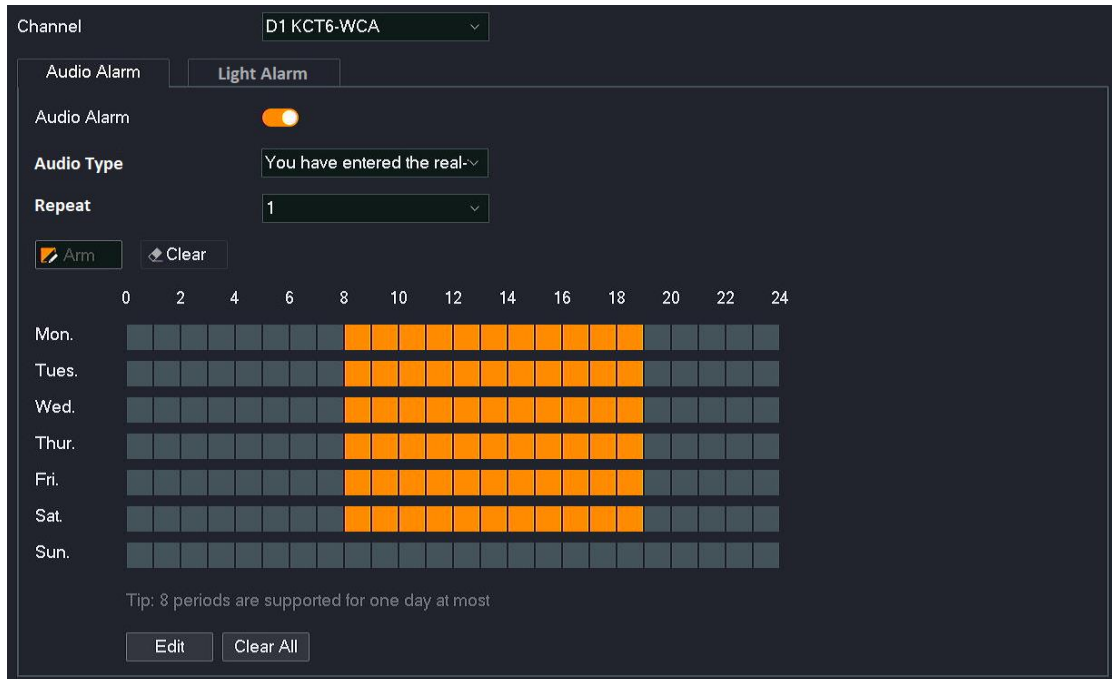 Channel D1 KCT6-WCA
Audio Alarm Light Alarm
Audio Alarm
Audio Type You have entered the real-
Repeat 1
Arm Clear
0 2 4 6 8 10 12 14 16 18 20 22 24
Mon.
Tues.
Wed.
Thur.
Fri.
Sat.
Sun.
Tip: 8 periods are supported for one day at most
Edit Clear All